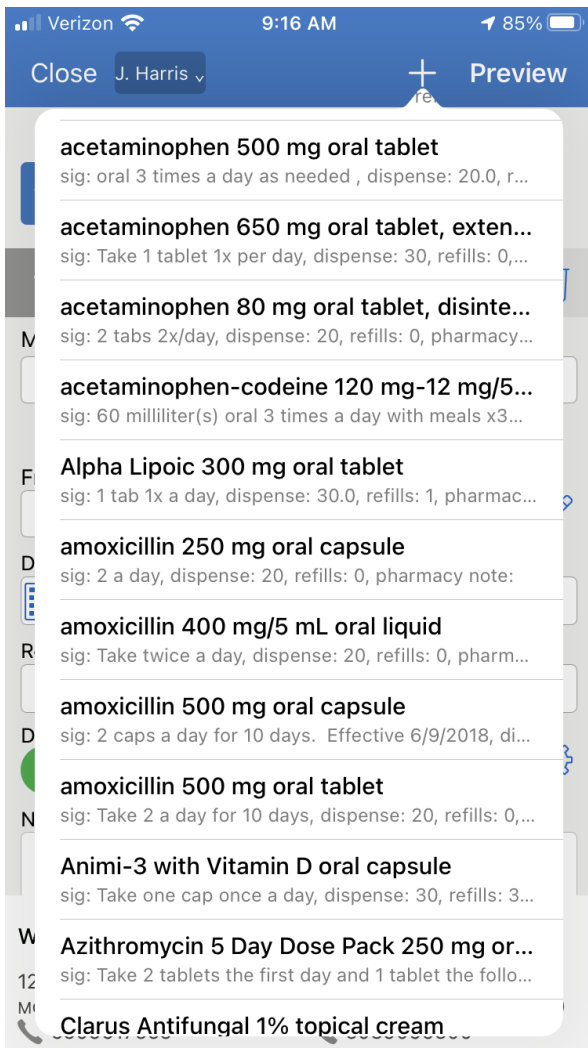 Verizon 9:16 AM 85%
Close J. Harris Preview
acetaminophen 500 mg oral tablet
sig: oral 3 times a day as needed , dispense: 20.0, r...
acetaminophen 650 mg oral tablet, exten...
sig: Take 1 tablet 1x per day, dispense: 30, refills: 0,...
acetaminophen 80 mg oral tablet, disinte...
sig: 2 tabs 2x/day, dispense: 20, refills: 0, pharmacy...
acetaminophen-codeine 120 mg-12 mg/5...
sig: 60 milliliter(s) oral 3 times a day with meals x3...
Alpha Lipoic 300 mg oral tablet
sig: 1 tab 1x a day, dispense: 30.0, refills: 1, pharmac...
amoxicillin 250 mg oral capsule
sig: 2 a day, dispense: 20, refills: 0, pharmacy note:
amoxicillin 400 mg/5 mL oral liquid
sig: Take twice a day, dispense: 20, refills: 0, pharm...
amoxicillin 500 mg oral capsule
sig: 2 caps a day for 10 days. Effective 6/9/2018, di...
amoxicillin 500 mg oral tablet
sig: Take 2 a day for 10 days, dispense: 20, refills: 0,...
Animi-3 with Vitamin D oral capsule
sig: Take one cap once a day, dispense: 30, refills: 3...
Azithromycin 5 Day Dose Pack 250 mg or...
sig: Take 2 tablets the first day and 1 tablet the follo...
Clarus Antifungal 1% topical cream